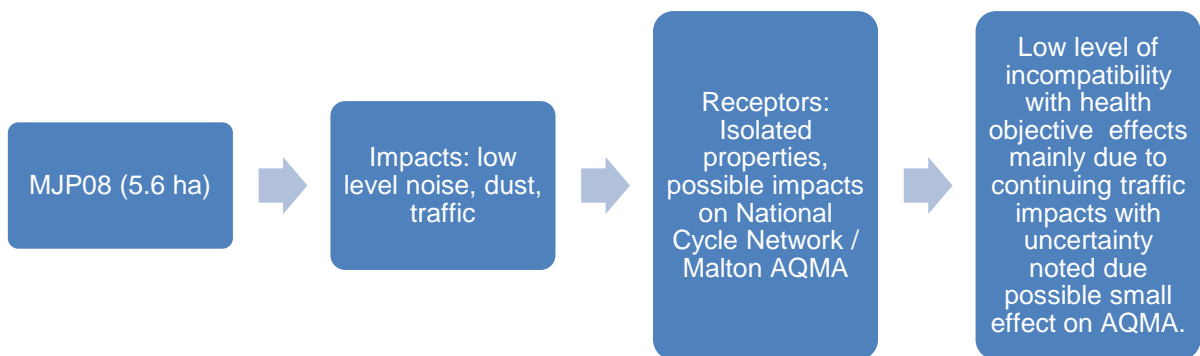 MJP08 (5.6 ha)
Impacts: low
level noise, dust,
traffic
Receptors:
Isolated
properties,
possible impacts
on National
Cycle Network /
Malton AQMA
Low level of
incompatibility
with health
objective effects
mainly due to
continuing traffic
impacts with
uncertainty
noted due
possible small
effect on AQMA.